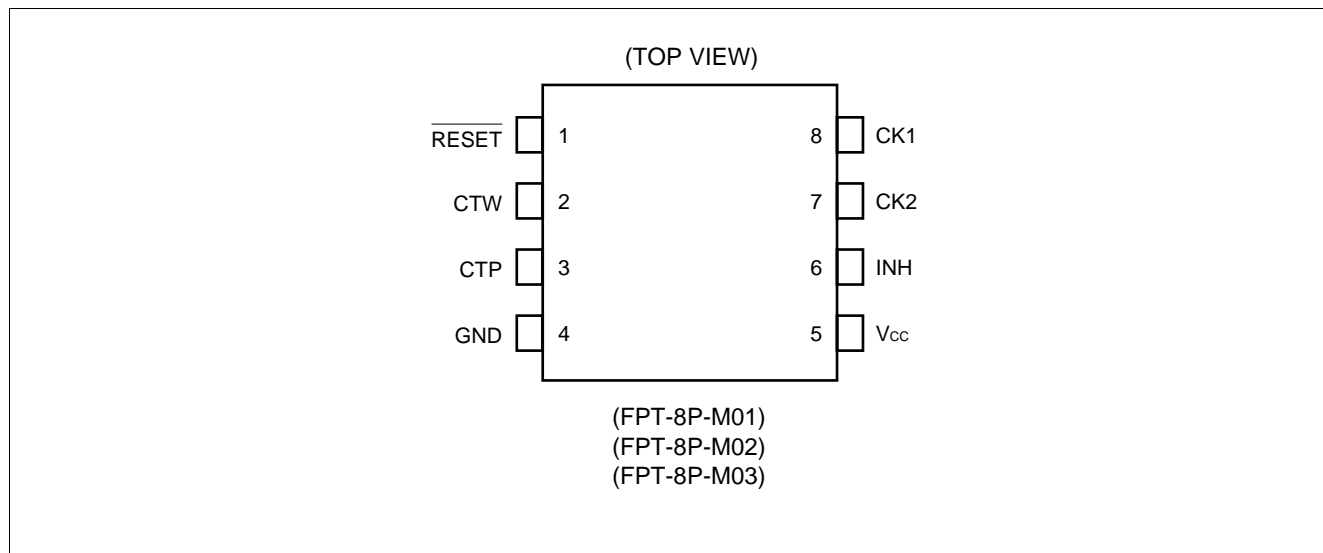 (TOP VIEW)
RESET 1 8 CK1
CTW 2 7 CK2
CTP 3 6 INH
GND 4 5 Vcc
(FPT-8P-M01)
(FPT-8P-M02)
(FPT-8P-M03)